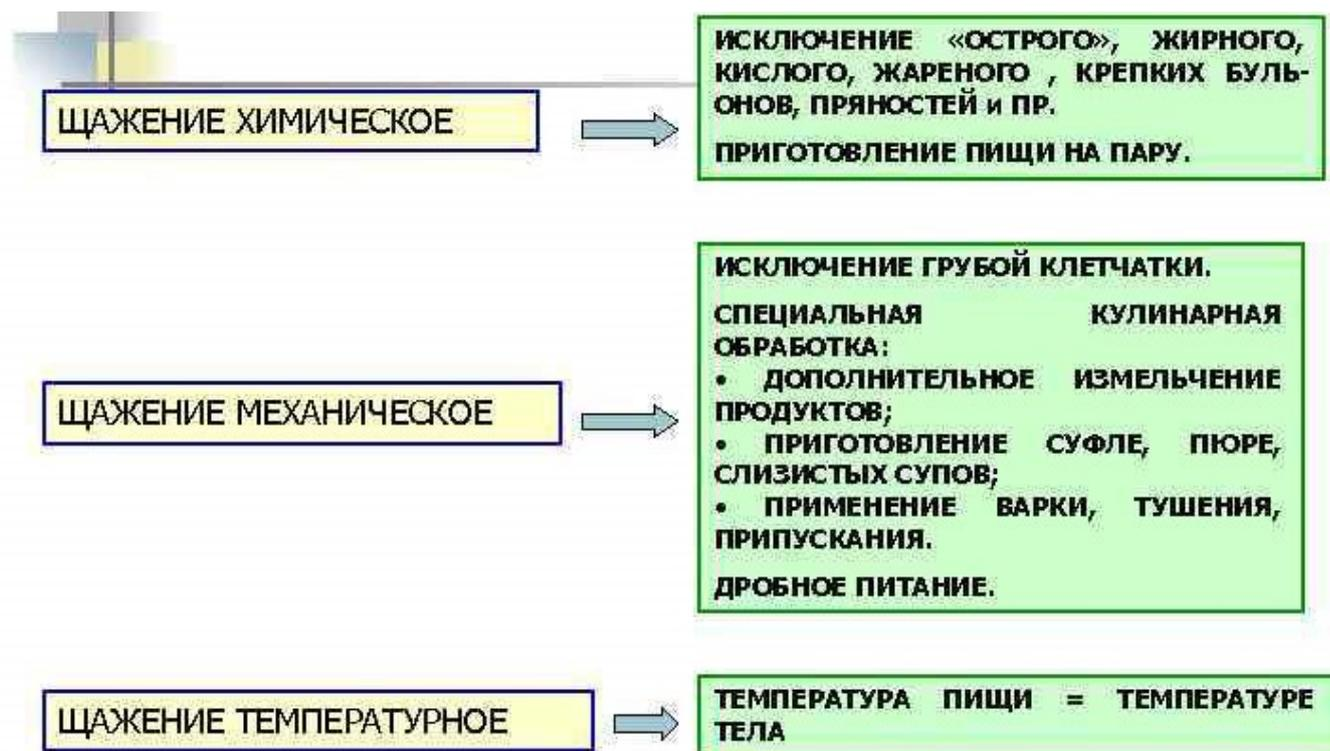 ЩАЖЕНИЕ ХИМИЧЕСКОЕ
ИСКЛЮЧЕНИЕ «ОСТРОГО», ЖИРНОГО,
КИСЛОГО, ЖАРЕНОГО , КРЕПКИХ БУЛЬ-
ОНОВ, ПРЯНОСТЕЙ и ПР.
ПРИГОТОВЛЕНИЕ ПИЩИ НА ПАРУ.
ЩАЖЕНИЕ МЕХАНИЧЕСКОЕ
ИСКЛЮЧЕНИЕ ГРУБОЙ КЛЕТЧАТКИ.
СПЕЦИАЛЬНАЯ КУЛИНАРНАЯ
ОБРАБОТКА:
• ДОПОЛНИТЕЛЬНОЕ ИЗМЕЛЬЧЕНИЕ
ПРОДУКТОВ;
• ПРИГОТОВЛЕНИЕ СУФЛЕ, ПЮРЕ,
СЛИЗИСТЫХ СУПОВ;
• ПРИМЕНЕНИЕ ВАРКИ, ТУШЕНИЯ,
ПРИПУСКАНИЯ.
ДРОБНОЕ ПИТАНИЕ.
ЩАЖЕНИЕ ТЕМПЕРАТУРНОЕ
ТЕМПЕРАТУРА ПИЩИ = ТЕМПЕРАТУРЕ
ТЕЛА